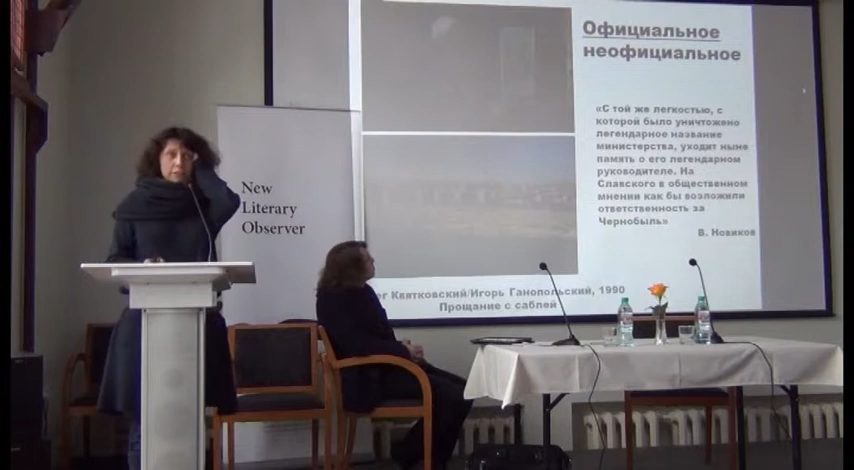 Официальное
неофициальное
«С той же легкостью, с
которой было уничтожено
легендарное название
министерства, уходит ныне
память о его легендарном
руководителе. На
Славского в общественном
мнении как бы возложили
ответственность за
Чернобыль»
В. Новиков
New
Literary
Observer
Квятковский/Игорь Ганопольский, 1990
Прощание с саблей